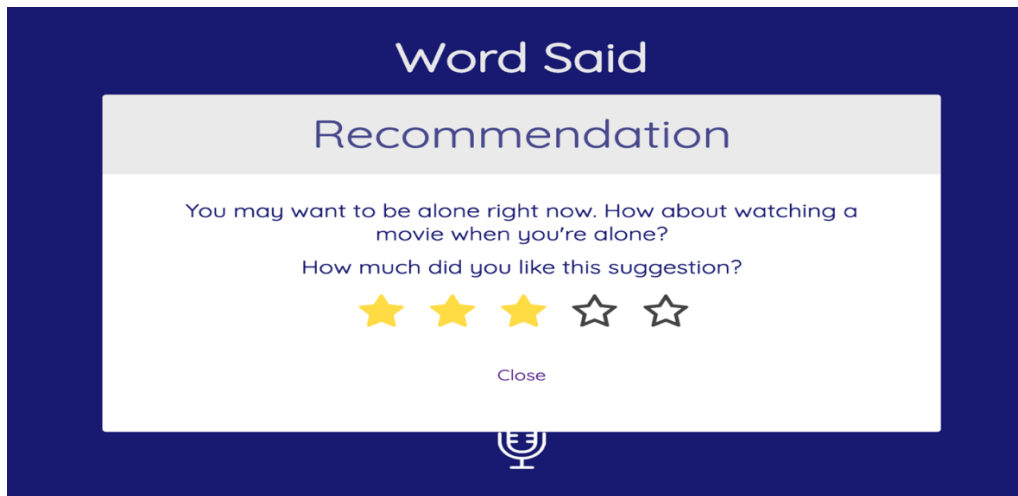 Word Said
Recommendation
You may want to be alone right now. How about watching a
movie when you're alone?
How much did you like this suggestion?
Close